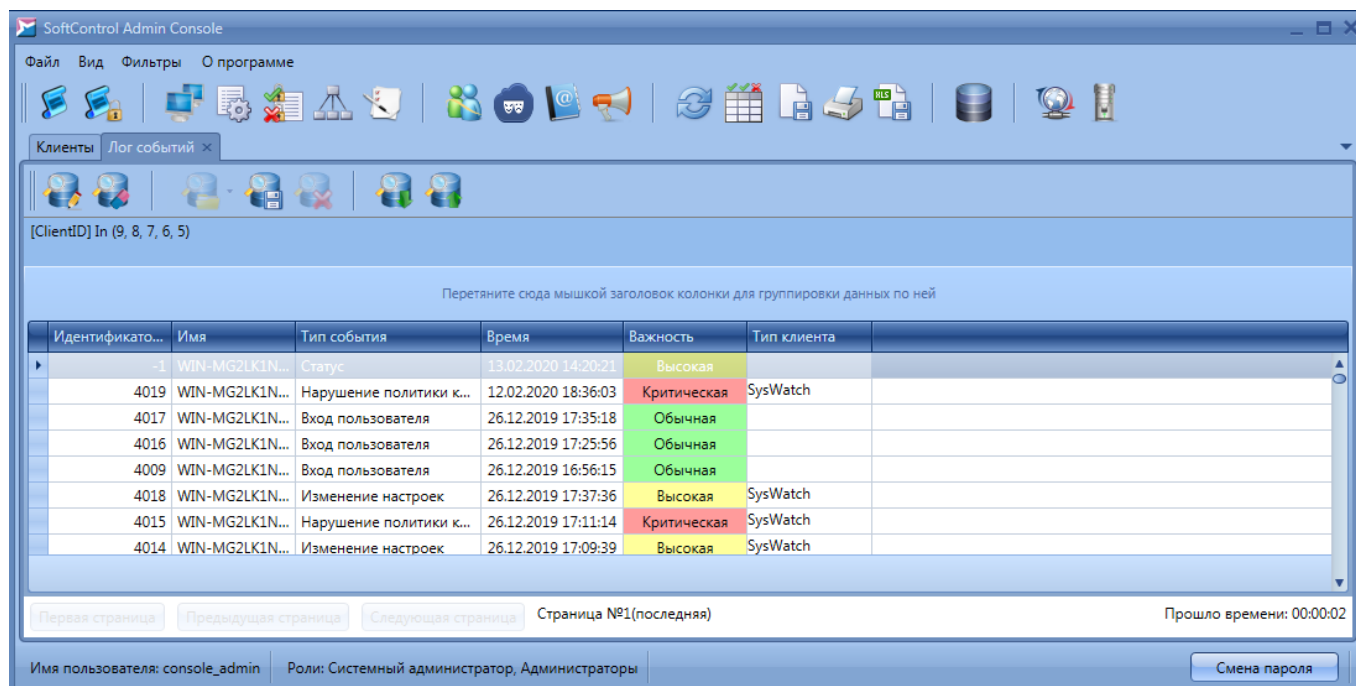 SoftControl Admin Console
Файл Вид Фильтры О программе
HLS
Клиенты Лог событий
[ClientID] In (9, 8, 7, 6, 5)
Перетяните сюда мышкой заголовок колонки для группировки данных по ней
Идентификато... Имя Тип события Время Важность Тип клиента
-1 WIN-MG2LK1N... Статус 13.02.2020 14:20:21 Высокая
4019 WIN-MG2LK1N... Нарушение политики к... 12.02.2020 18:36:03 Критическая SysWatch
4017 WIN-MG2LK1N... Вход пользователя 26.12.2019 17:35:18 Обычная
4016 WIN-MG2LK1N... Вход пользователя 26.12.2019 17:25:56 Обычная
4009 WIN-MG2LK1N... Вход пользователя 26.12.2019 16:56:15 Обычная
4018 WIN-MG2LK1N... Изменение настроек 26.12.2019 17:37:36 Высокая SysWatch
4015 WIN-MG2LK1N... Нарушение политики к... 26.12.2019 17:11:14 Критическая SysWatch
4014 WIN-MG2LK1N... Изменение настроек 26.12.2019 17:09:39 Высокая SysWatch
Первая страница Предыдущая страница Следующая страница Страница №1(последняя) Прошло времени: 00:00:02
Имя пользователя: console_admin Роли: Системный администратор, Администраторы Смена пароля